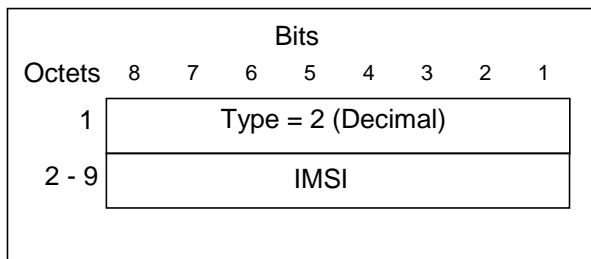 Bits
Octets 8 7 6 5 4 3 2 1
1 Type = 2 (Decimal)
2 - 9 IMSI